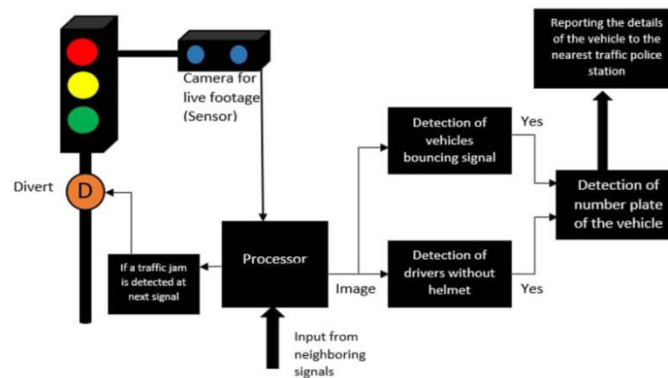 Reporting the details
of the vehicle to the
nearest traffic police
station
Camera for
live footage
(Sensor)
Detection of
vehicles
bouncing signal
Yes
Divert
D
Detection of
number plate
of the vehicle
If a traffic jam
is detected at
next signal
Processor
Image
Detection of
drivers without
helmet
Yes
Input from
neighboring
signals